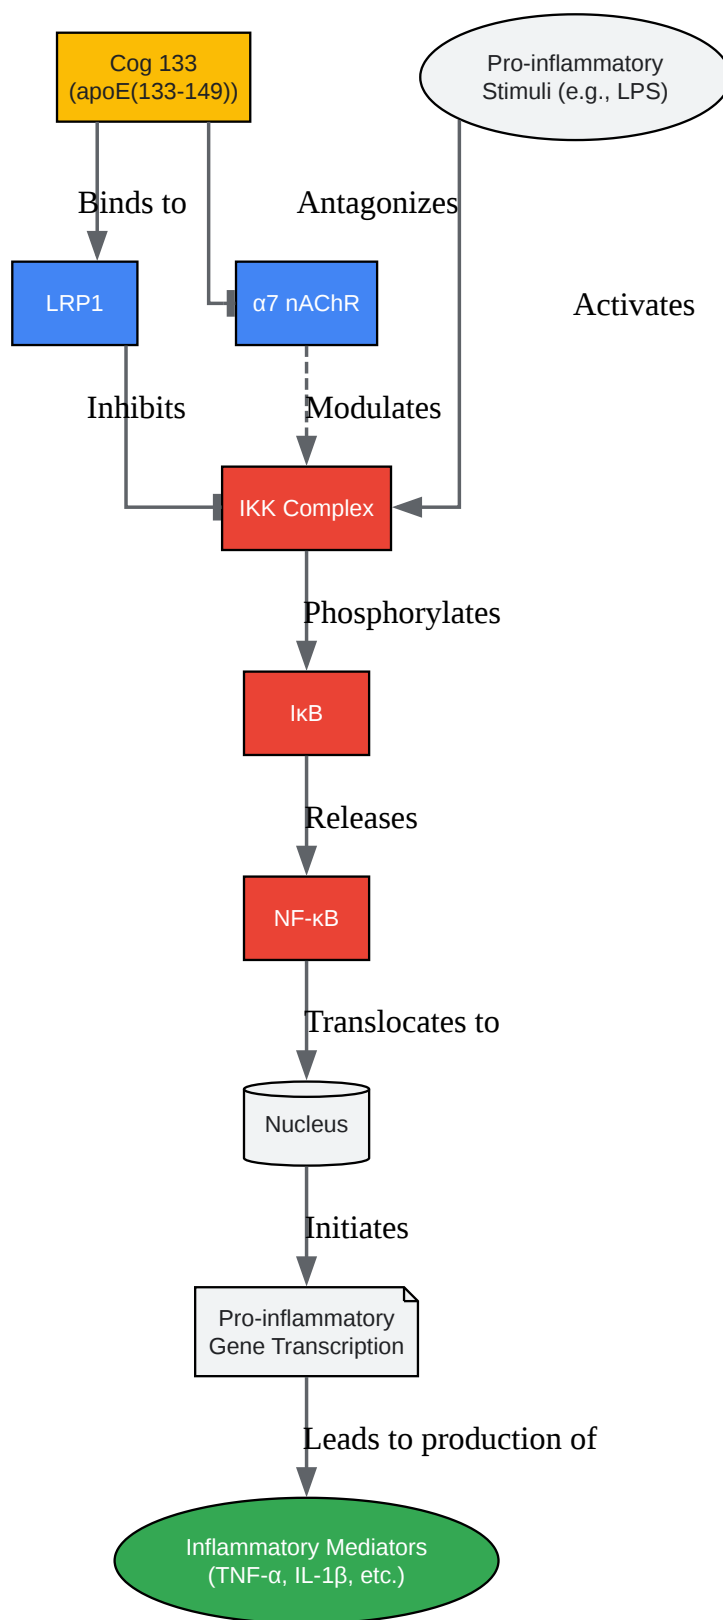 Cog 133
(apoE(133-149))
Pro-inflammatory
Stimuli (e.g., LPS)
Binds to
Antagonizes
LRP1
α7 nAChR
Activates
Inhibits
Modulates
IKK Complex
Phosphorylates
IκB
Releases
NF-κB
Translocates to
Nucleus
Initiates
Pro-inflammatory
Gene Transcription
Leads to production of
Inflammatory Mediators
(TNF-α, IL-1β, etc.)